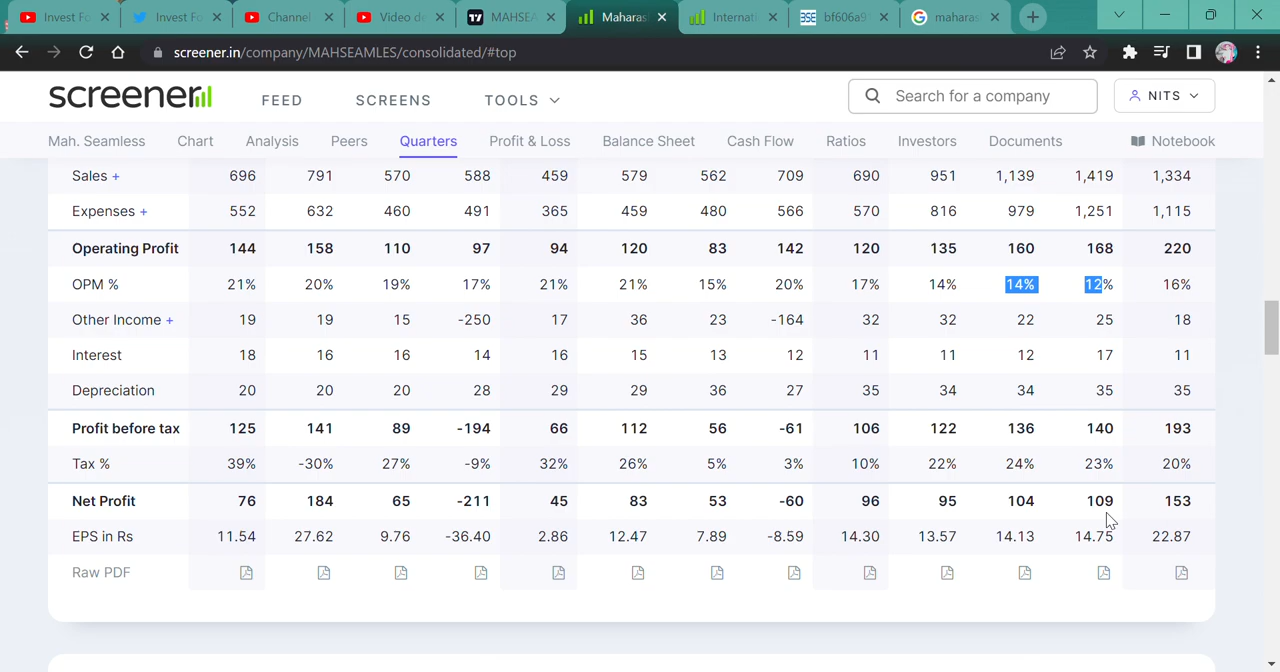 Invest Fo
Invest Fo
Channel
Video de
MAHSEA
Maharas
Internati
BSE bf606a9
maharas
screener.in/company/MAHSEAMLES/consolidated/#top
screener
FEED SCREENS TOOLS
Search for a company
NITS
Mah. Seamless Chart Analysis Peers Quarters Profit & Loss Balance Sheet Cash Flow Ratios Investors Documents Notebook
Sales + 696 791 570 588 459 579 562 709 690 951 1,139 1,419 1,334
Expenses + 552 632 460 491 365 459 480 566 570 816 979 1,251 1,115
Operating Profit 144 158 110 97 94 120 83 142 120 135 160 168 220
OPM % 21% 20% 19% 17% 21% 21% 15% 20% 17% 14% 14% 12% 16%
Other Income + 19 19 15 -250 17 36 23 -164 32 32 22 25 18
Interest 18 16 16 14 16 15 13 12 11 11 12 17 11
Depreciation 20 20 20 28 29 29 36 27 35 34 34 35 35
Profit before tax 125 141 89 -194 66 112 56 -61 106 122 136 140 193
Tax % 39% -30% 27% -9% 32% 26% 5% 3% 10% 22% 24% 23% 20%
Net Profit 76 184 65 -211 45 83 53 -60 96 95 104 109 153
EPS in Rs 11.54 27.62 9.76 -36.40 2.86 12.47 7.89 -8.59 14.30 13.57 14.13 14.75 22.87
Raw PDF